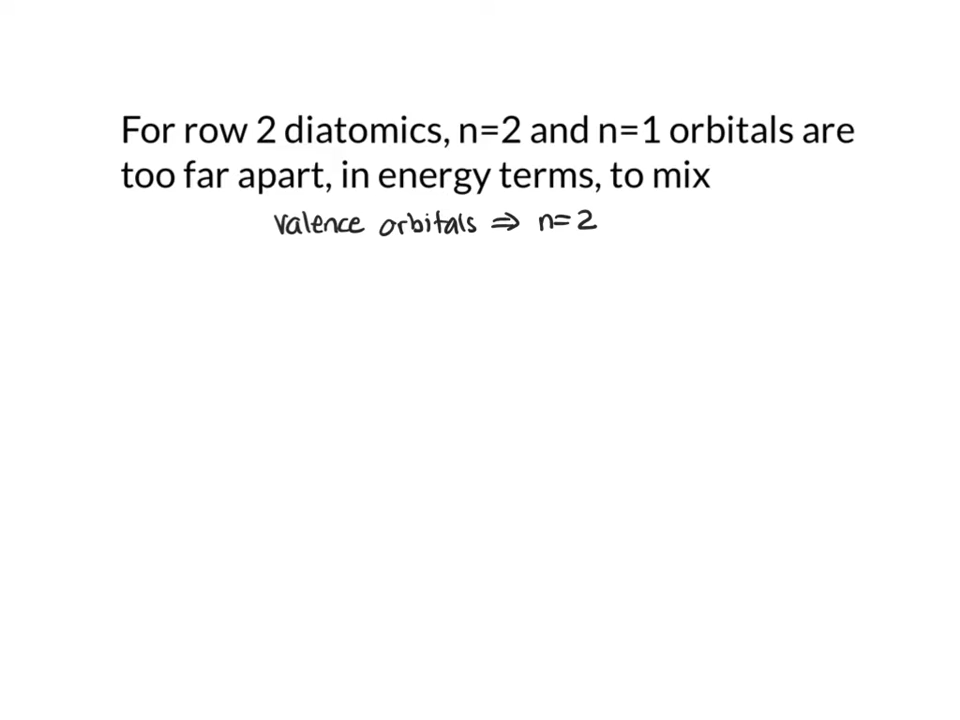 For row 2 diatomics, n=2 and n=1 orbitals are
too far apart, in energy terms, to mix
valence orbitals ⇒ n=2